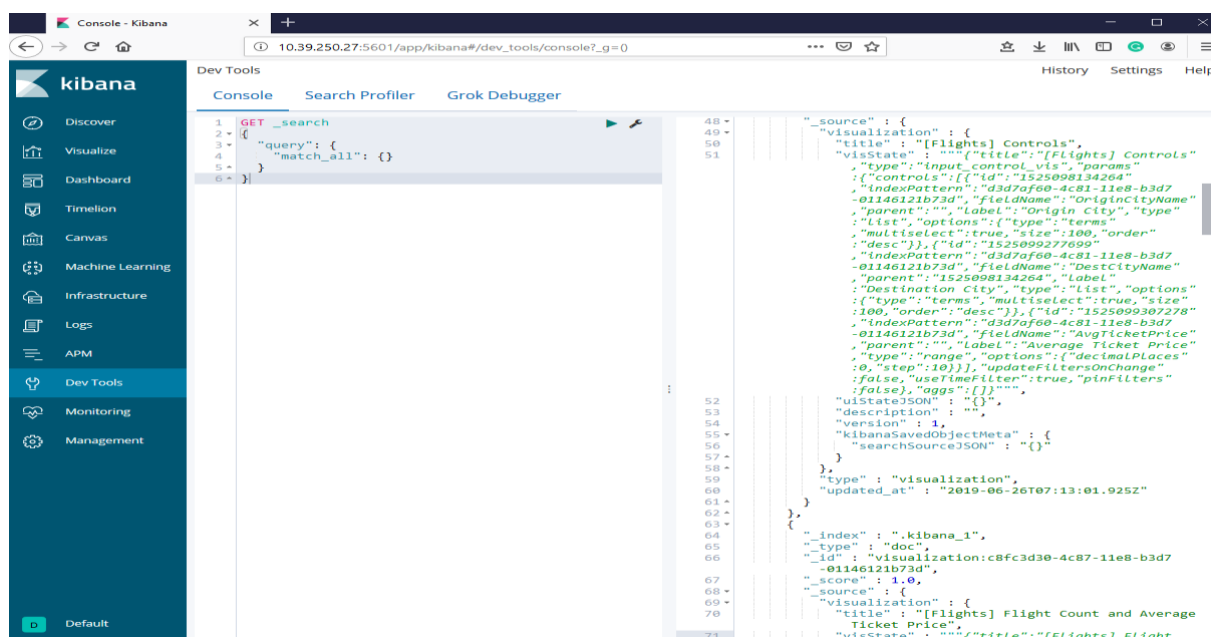 Console - Kibana
10.39.250.27:5601/app/kibana#/dev_tools/console?_g=()
kibana
Discover
Visualize
Dashboard
Timelion
Canvas
Machine Learning
Infrastructure
Logs
APM
Dev Tools
Monitoring
Management
D Default
Dev Tools
History Settings Help
Console Search Profiler Grok Debugger
1 GET _search
2 {
3 "query": {
4 "match_all": {}
5 }
6 }
48 "_source" : {
49 "visualization" : {
50 "title" : "[Flights] Controls",
51 "visState" : """{"title":"[Flights] Controls"
,"type":"input_control_vis","params"
:{"controls":[{"id":"1525098134264"
,"indexPattern":"d3d7af60-4c81-11e8-b3d7
-01146121b73d","fieldName":"OriginCityName"
,"parent":"","label":"Origin City","type"
:"list","options":{"type":"terms"
,"multiselect":true,"size":100,"order"
:"desc"}},{"id":"1525099277699"
,"indexPattern":"d3d7af60-4c81-11e8-b3d7
-01146121b73d","fieldName":"DestCityName"
,"parent":"1525098134264","label"
:"Destination City","type":"list","options"
:{"type":"terms","multiselect":true,"size"
:100,"order":"desc"}},{"id":"1525099307278"
,"indexPattern":"d3d7af60-4c81-11e8-b3d7
-01146121b73d","fieldName":"AvgTicketPrice"
,"parent":"","label":"Average Ticket Price"
,"type":"range","options":{"decimalPlaces"
:0,"step":10}}],"updateFiltersOnChange"
:false,"useTimeFilter":true,"pinFilters"
:false},"aggs":[]}""",
52 "uiStateJSON" : "{}",
53 "description" : "",
54 "version" : 1,
55 "kibanaSavedObjectMeta" : {
56 "searchSourceJSON" : "{}"
57 }
58 },
59 "type" : "visualization",
60 "updated_at" : "2019-06-26T07:13:01.925Z"
61 }
62 },
63 {
64 "_index" : ".kibana_1",
65 "_type" : "doc",
66 "_id" : "visualization:c8fc3d30-4c87-11e8-b3d7
-01146121b73d",
67 "_score" : 1.0,
68 "_source" : {
69 "visualization" : {
70 "title" : "[Flights] Flight Count and Average
Ticket Price",
71 "visState" : """{"title":"[Flights] Flight